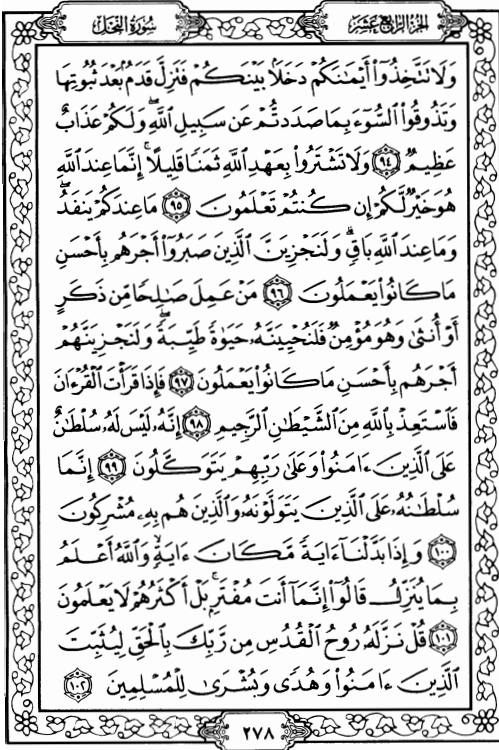 الجزء الرابع عشر
سورة النحل
وَلَا تَتَّخِذُوٓا۟ أَيْمَٰنَكُمْ دَخَلًۢا بَيْنَكُمْ فَتَزِلَّ قَدَمٌۢ بَعْدَ ثُبُوتِهَا
وَتَذُوقُوا۟ ٱلسُّوٓءَ بِمَا صَدَدتُّمْ عَن سَبِيلِ ٱللَّهِ ۖ وَلَكُمْ عَذَابٌ
عَظِيمٌ ٩٤ وَلَا تَشْتَرُوا۟ بِعَهْدِ ٱللَّهِ ثَمَنًا قَلِيلًا ۚ إِنَّمَا عِندَ ٱللَّهِ
هُوَ خَيْرٌ لَّكُمْ إِن كُنتُمْ تَعْلَمُونَ ٩٥ مَا عِندَكُمْ يَنفَدُ ۖ
وَمَا عِندَ ٱللَّهِ بَاقٍ ۗ وَلَنَجْزِيَنَّ ٱلَّذِينَ صَبَرُوٓا۟ أَجْرَهُم بِأَحْسَنِ
مَا كَانُوا۟ يَعْمَلُونَ ٩٦ مَنْ عَمِلَ صَٰلِحًا مِّن ذَكَرٍ
أَوْ أُنثَىٰ وَهُوَ مُؤْمِنٌ فَلَنُحْيِيَنَّهُۥ حَيَوٰةً طَيِّبَةً ۖ وَلَنَجْزِيَنَّهُمْ
أَجْرَهُم بِأَحْسَنِ مَا كَانُوا۟ يَعْمَلُونَ ٩٧ فَإِذَا قَرَأْتَ ٱلْقُرْءَانَ
فَٱسْتَعِذْ بِٱللَّهِ مِنَ ٱلشَّيْطَٰنِ ٱلرَّجِيمِ ٩٨ إِنَّهُۥ لَيْسَ لَهُۥ سُلْطَٰنٌ
عَلَى ٱلَّذِينَ ءَامَنُوا۟ وَعَلَىٰ رَبِّهِمْ يَتَوَكَّلُونَ ٩٩ إِنَّمَا
سُلْطَٰنُهُۥ عَلَى ٱلَّذِينَ يَتَوَلَّوْنَهُۥ وَٱلَّذِينَ هُم بِهِۦ مُشْرِكُونَ
١٠٠ وَإِذَا بَدَّلْنَآ ءَايَةً مَّكَانَ ءَايَةٍ ۙ وَٱللَّهُ أَعْلَمُ
بِمَا يُنَزِّلُ قَالُوٓا۟ إِنَّمَآ أَنتَ مُفْتَرٍۭ ۚ بَلْ أَكْثَرُهُمْ لَا يَعْلَمُونَ
١٠١ قُلْ نَزَّلَهُۥ رُوحُ ٱلْقُدُسِ مِن رَّبِّكَ بِٱلْحَقِّ لِيُثَبِّتَ
ٱلَّذِينَ ءَامَنُوا۟ وَهُدًى وَبُشْرَىٰ لِلْمُسْلِمِينَ ١٠٢
٢٧٨